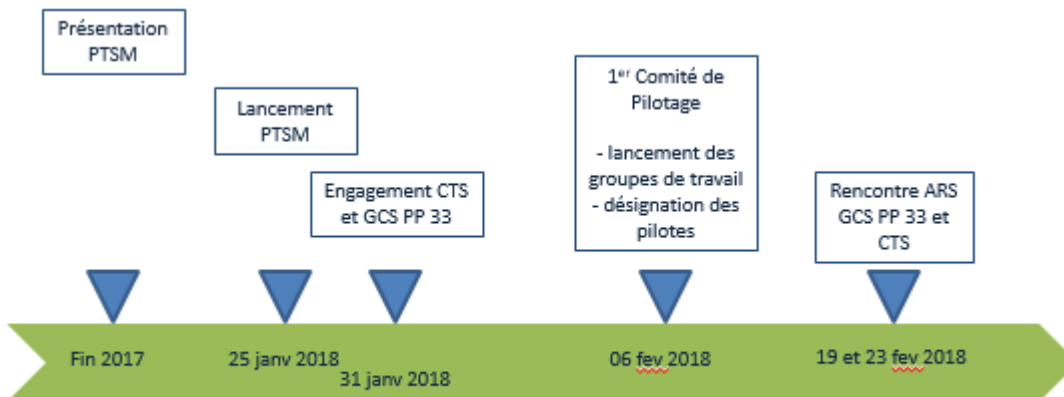 Présentation
PTSM
Lancement
PTSM
Engagement CTS
et GCS PP 33
1er Comité de
Pilotage
- lancement des
groupes de travail
- désignation des
pilotes
Rencontre ARS
GCS PP 33 et
CTS
Fin 2017
25 janv 2018
31 janv 2018
06 fev 2018
19 et 23 fev 2018